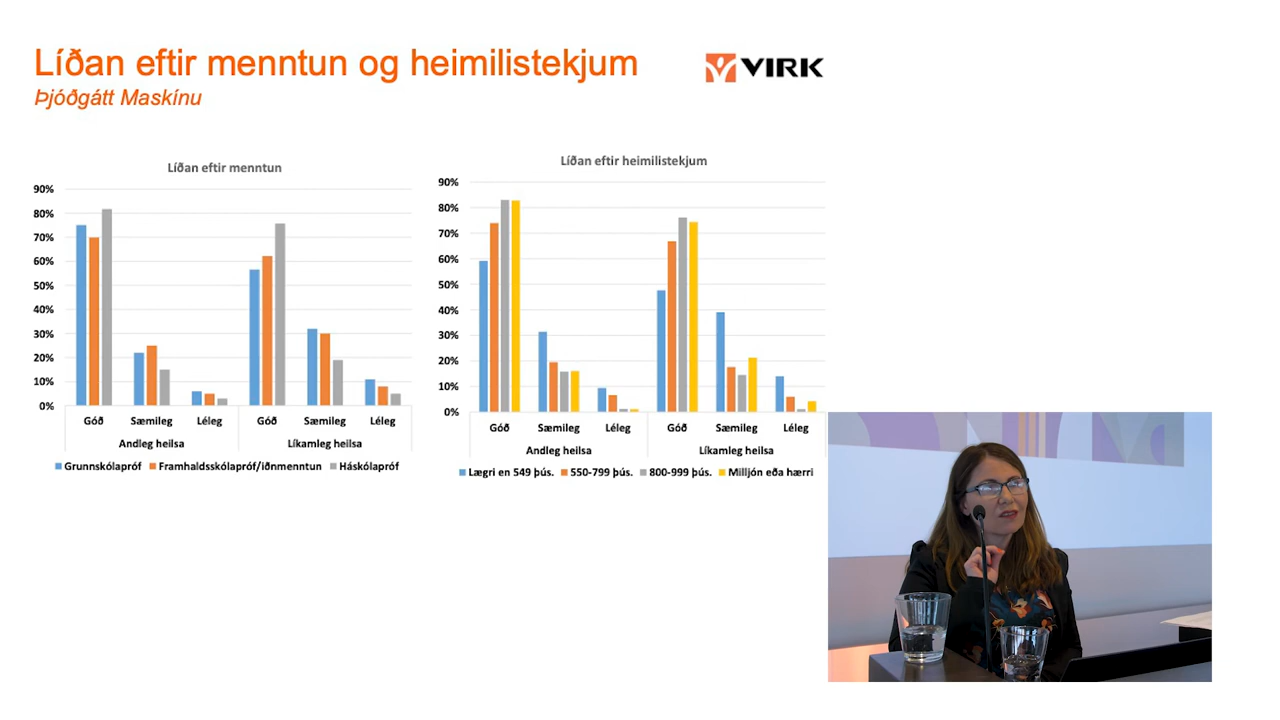 Líðan eftir menntun og heimilistekjum
Þjóðgátt Maskínu
VIRK
Líðan eftir menntun
90%
80%
70%
60%
50%
40%
30%
20%
10%
0%
Góð Sæmileg Léleg Góð Sæmileg Léleg
Andleg heilsa Líkamleg heilsa
Grunnskólapróf Framhaldsskólapróf/iðnmenntun Háskólapróf
Líðan eftir heimilistekjum
90%
80%
70%
60%
50%
40%
30%
20%
10%
0%
Góð Sæmileg Léleg Góð Sæmileg Léleg
Andleg heilsa Líkamleg heilsa
Lægri en 549 þús. 550-799 þús. 800-999 þús. Milljón eða hærri